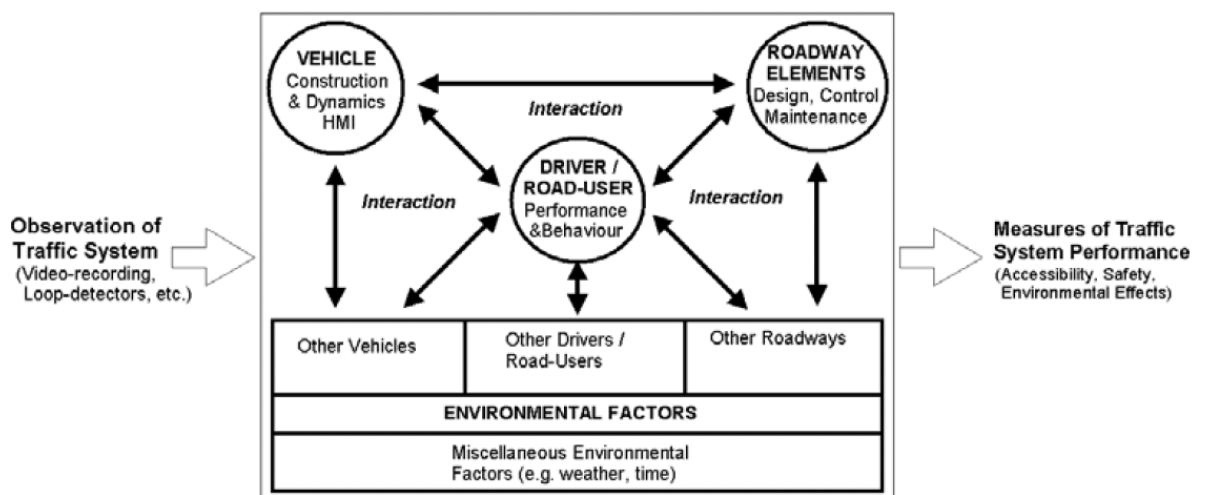 VEHICLE
Construction
& Dynamics
HMI
ROADWAY
ELEMENTS
Design, Control
Maintenance
Interaction
DRIVER /
ROAD-USER
Performance
&Behaviour
Interaction
Interaction
Observation of
Traffic System
(Video-recording,
Loop-detectors, etc.)
Measures of Traffic
System Performance
(Accessibility, Safety,
Environmental Effects)
Other Vehicles
Other Drivers /
Road-Users
Other Roadways
ENVIRONMENTAL FACTORS
Miscellaneous Environmental
Factors (e.g. weather, time)